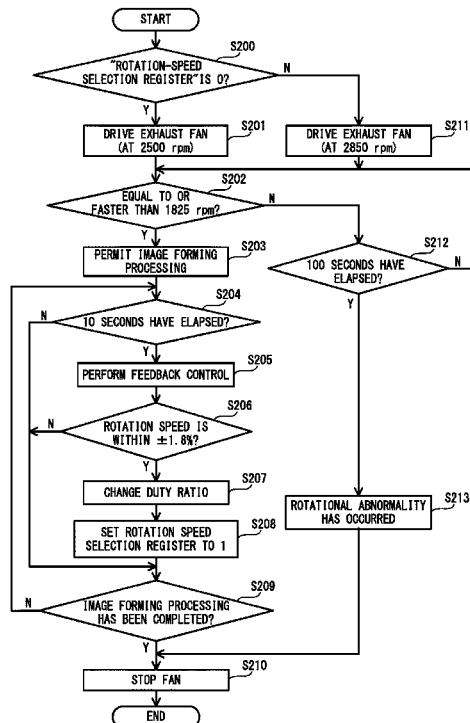 START
S200
"ROTATION-SPEED
SELECTION REGISTER" IS 0?
N
Y
S201
DRIVE EXHAUST FAN
(AT 2500 rpm)
S211
DRIVE EXHAUST FAN
(AT 2850 rpm)
S202
EQUAL TO OR
FASTER THAN 1825 rpm?
N
Y
S203
PERMIT IMAGE FORMING
PROCESSING
S212
100 SECONDS HAVE
ELAPSED?
N
Y
S204
10 SECONDS HAVE ELAPSED?
N
Y
S205
PERFORM FEEDBACK CONTROL
S206
ROTATION SPEED IS
WITHIN ±1.8%?
N
Y
S207
CHANGE DUTY RATIO
S208
SET ROTATION SPEED
SELECTION REGISTER TO 1
S213
ROTATIONAL ABNORMALITY
HAS OCCURRED
S209
IMAGE FORMING PROCESSING
HAS BEEN COMPLETED?
N
Y
S210
STOP FAN
END